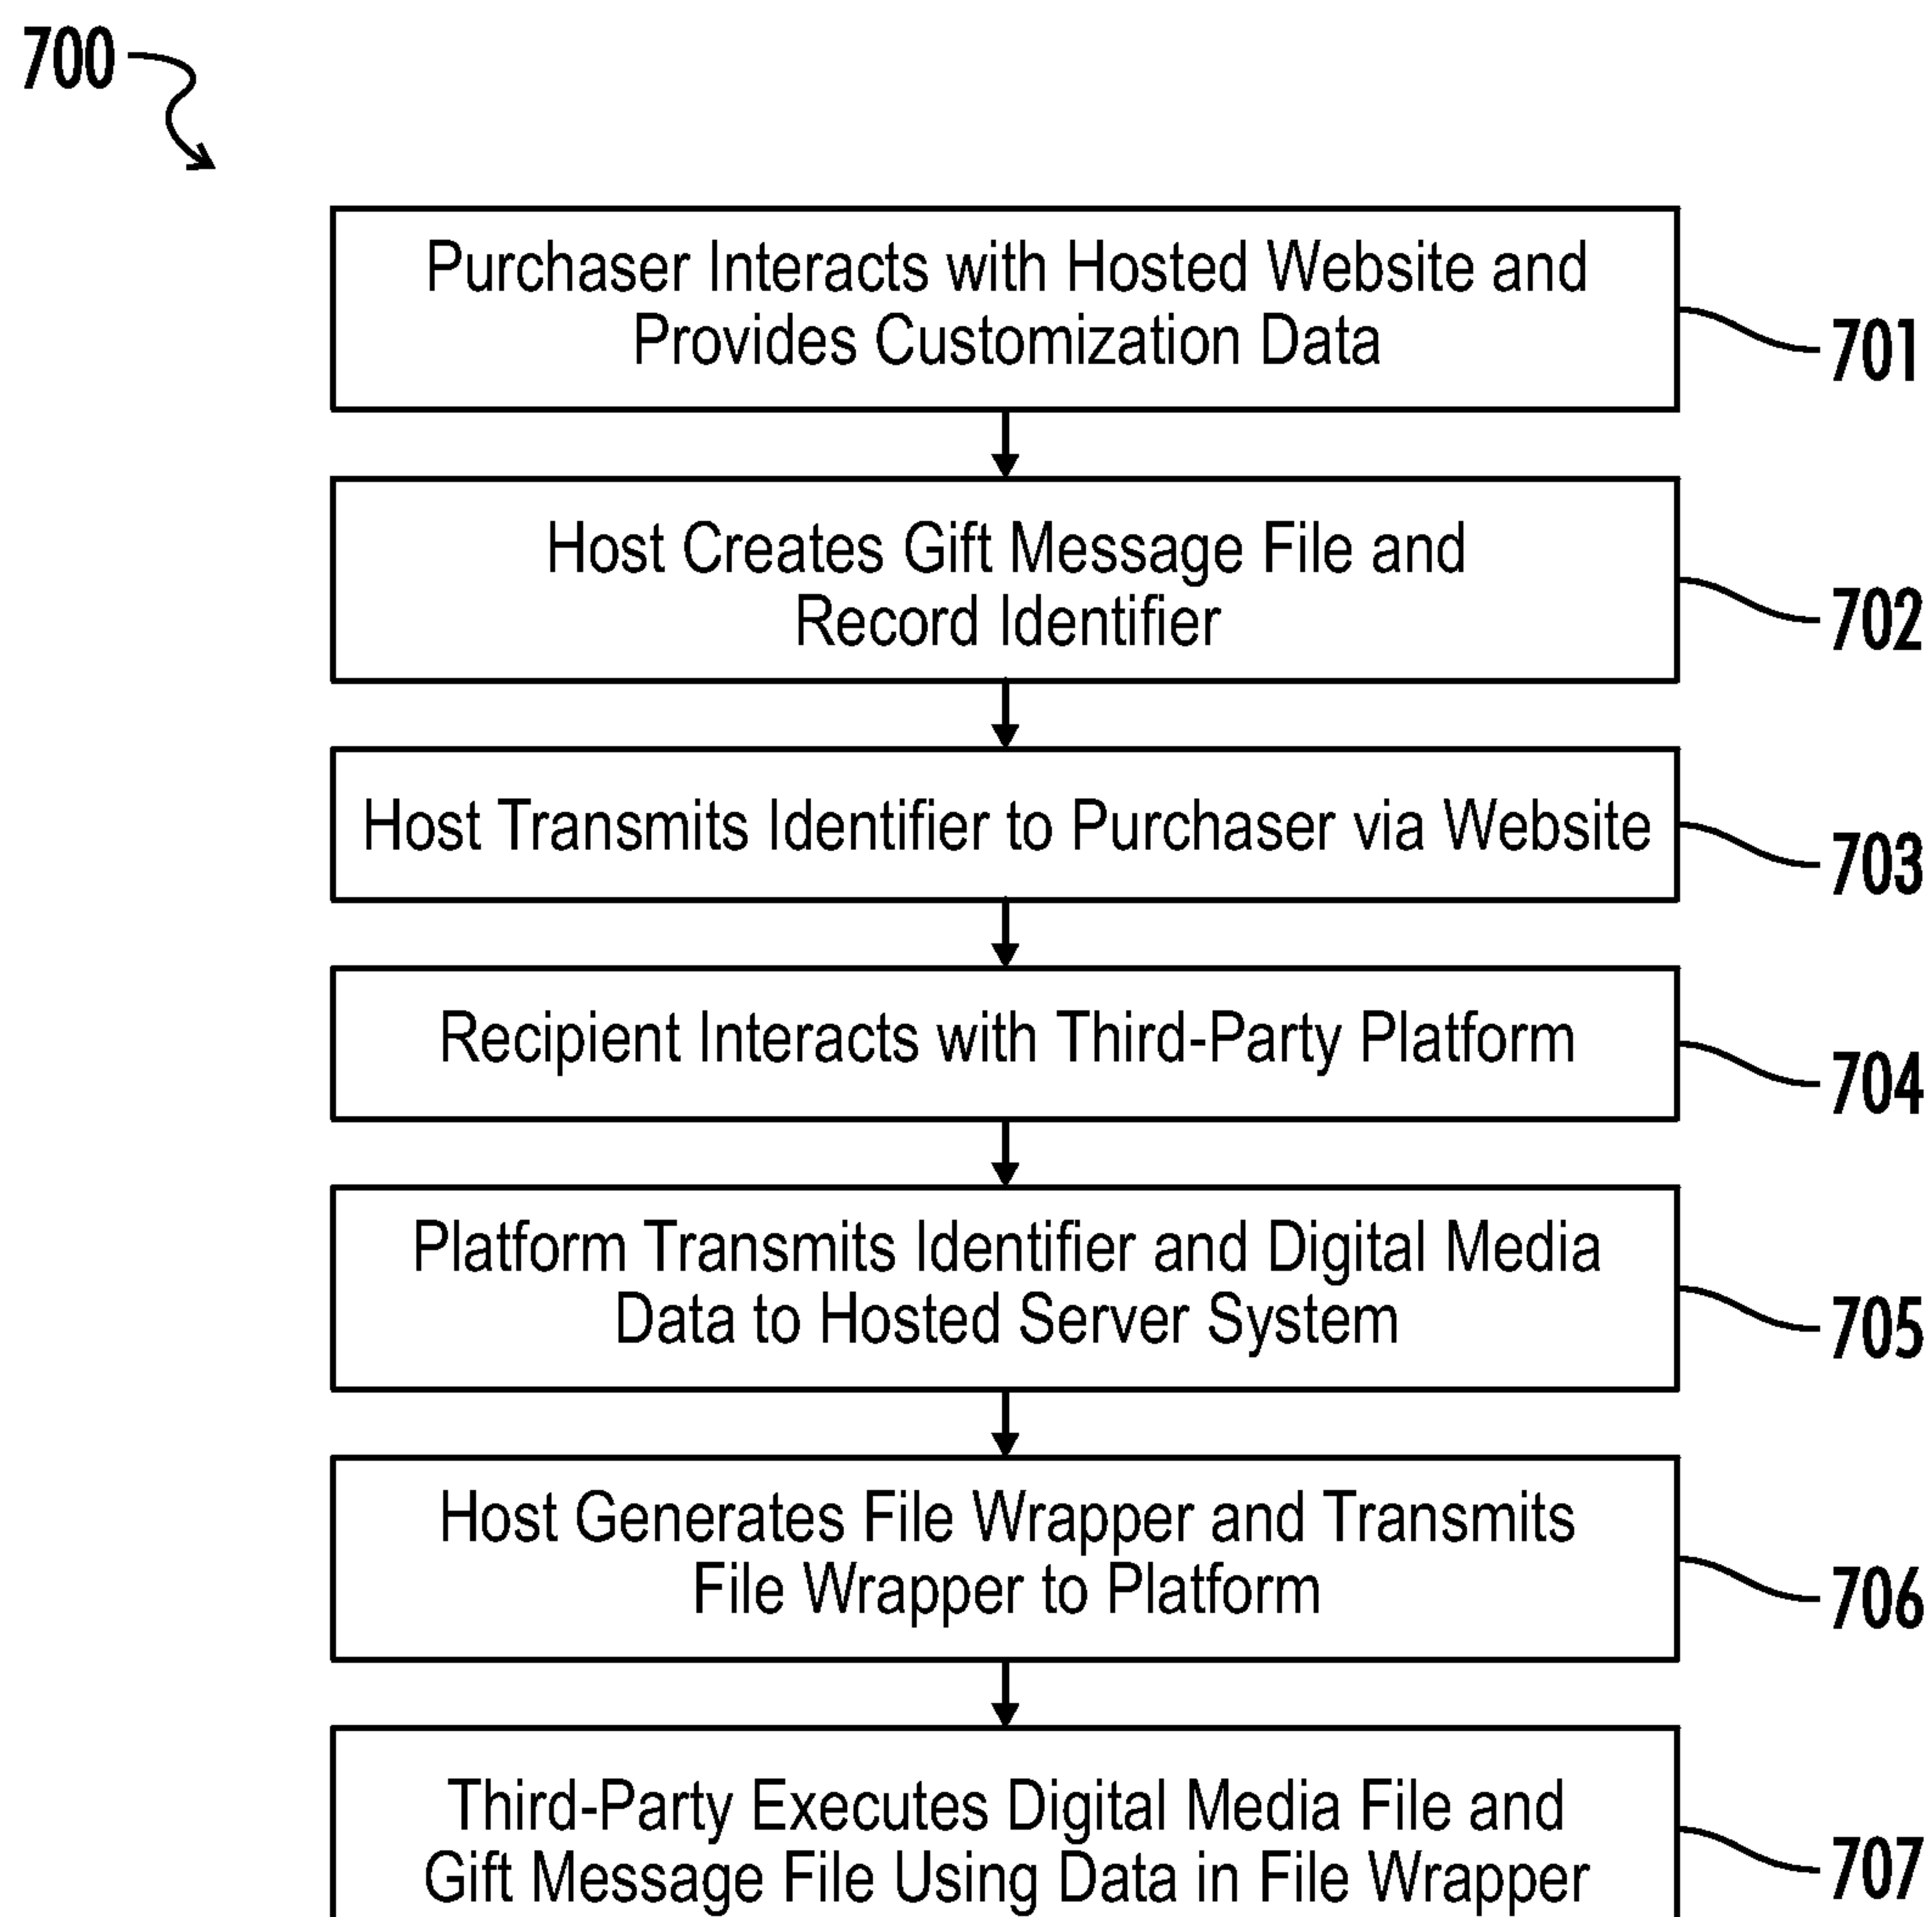 700
Purchaser Interacts with Hosted Website and
Provides Customization Data
701
Host Creates Gift Message File and
Record Identifier
702
Host Transmits Identifier to Purchaser via Website
703
Recipient Interacts with Third-Party Platform
704
Platform Transmits Identifier and Digital Media
Data to Hosted Server System
705
Host Generates File Wrapper and Transmits
File Wrapper to Platform
706
Third-Party Executes Digital Media File and
Gift Message File Using Data in File Wrapper
707